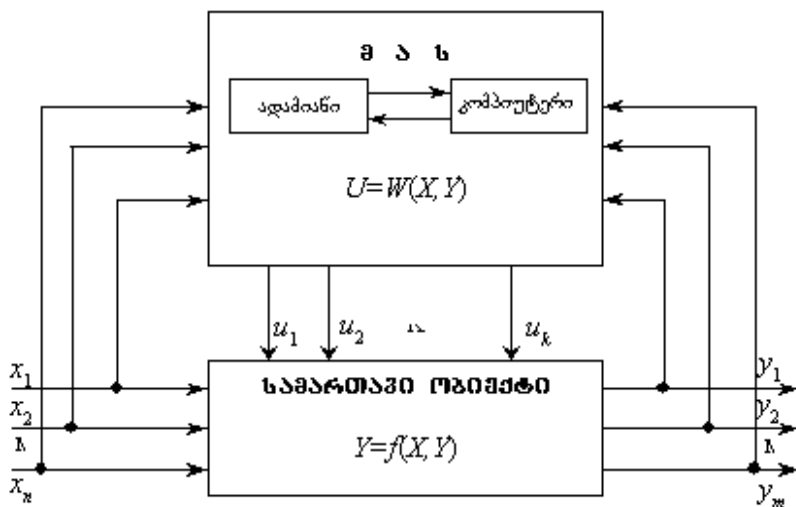 მ ა ს
ადამიანი
კომპიუტერი
U=W(X,Y)
u1 u2 uk
x1
x2
xn
სამართავი ობიექტი
Y=f(X,Y)
y1
y2
ym